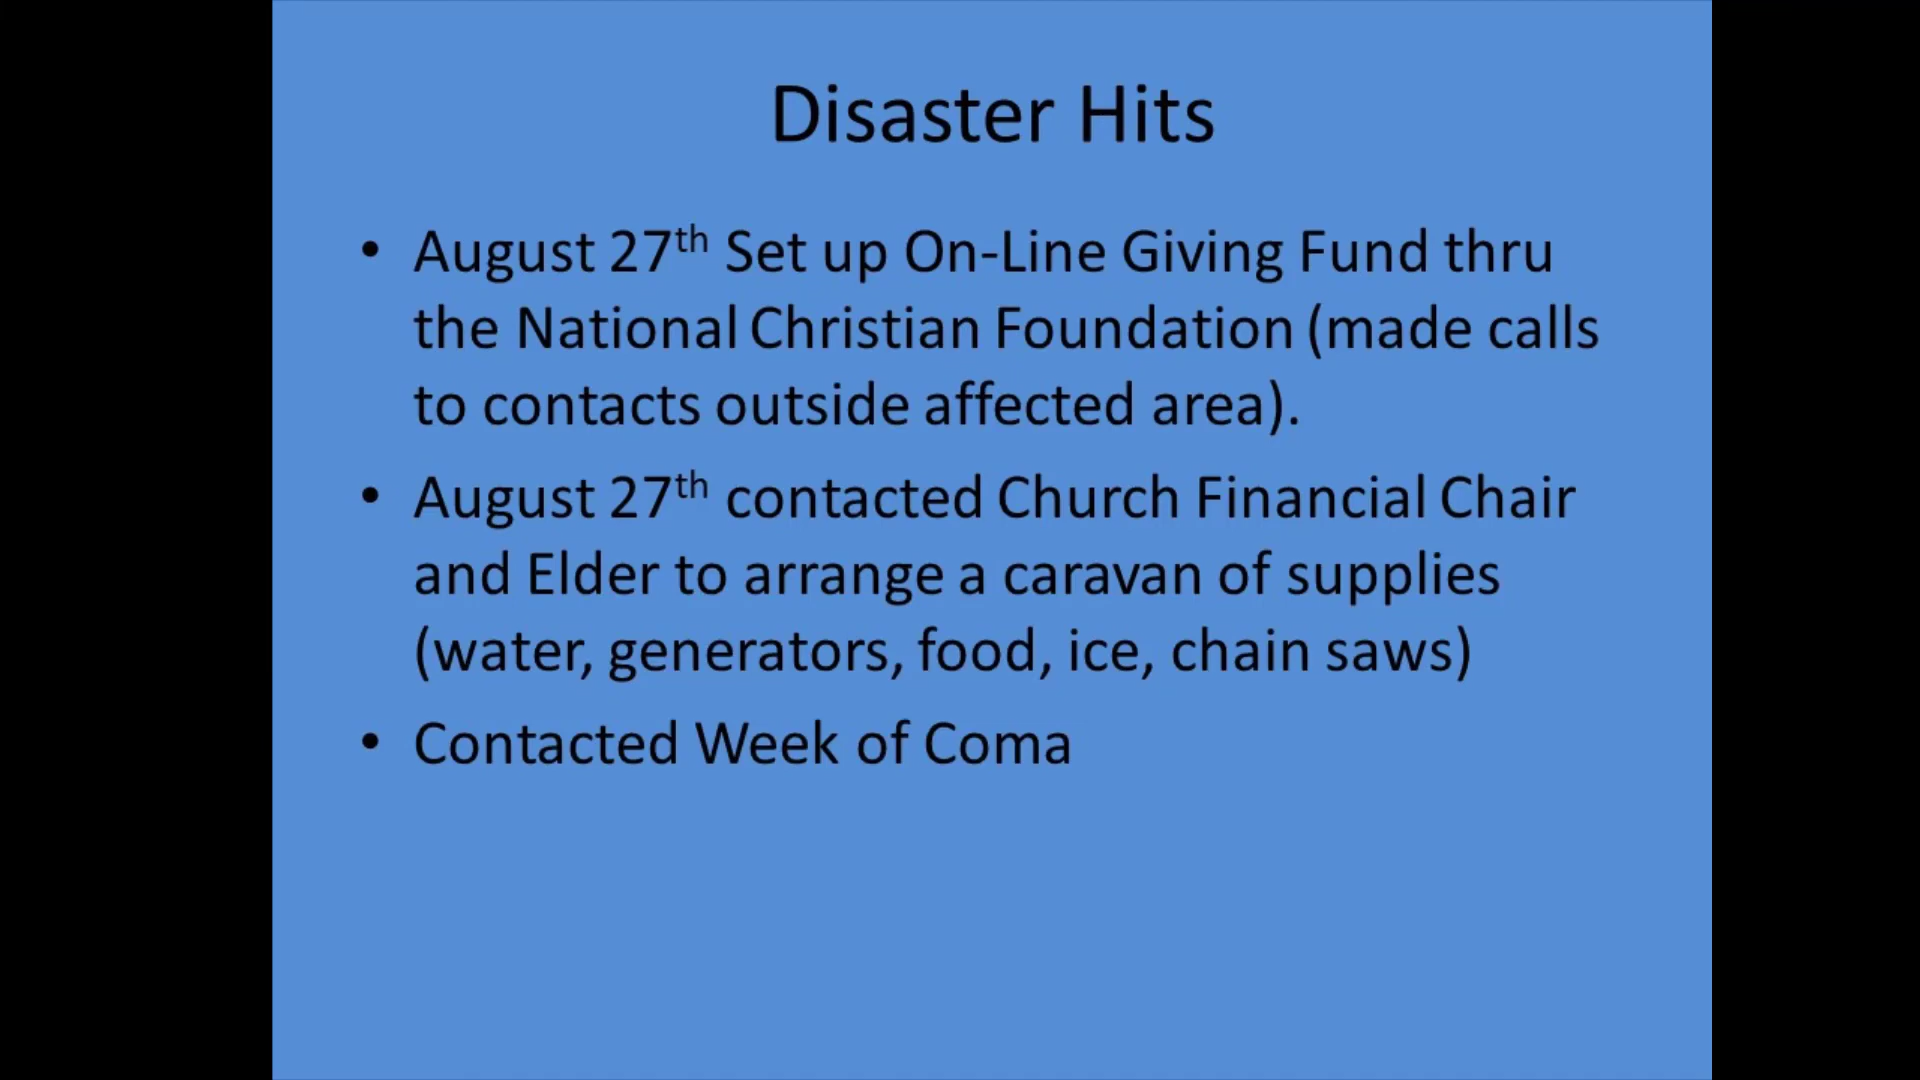 Disaster Hits
• August 27th Set up On-Line Giving Fund thru
the National Christian Foundation (made calls
to contacts outside affected area).
• August 27th contacted Church Financial Chair
and Elder to arrange a caravan of supplies
(water, generators, food, ice, chain saws)
• Contacted Week of Coma